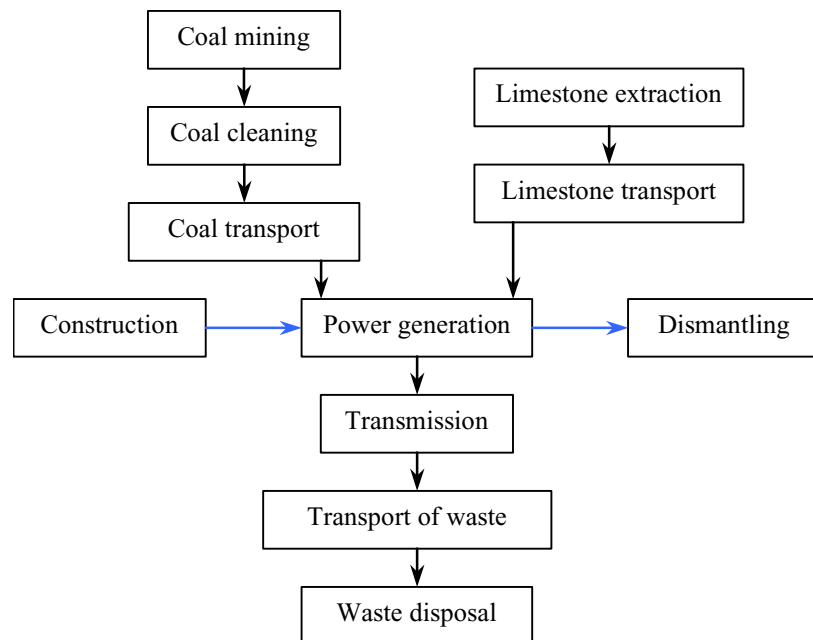 Coal mining
Limestone extraction
Coal cleaning
Limestone transport
Coal transport
Construction
Power generation
Dismantling
Transmission
Transport of waste
Waste disposal